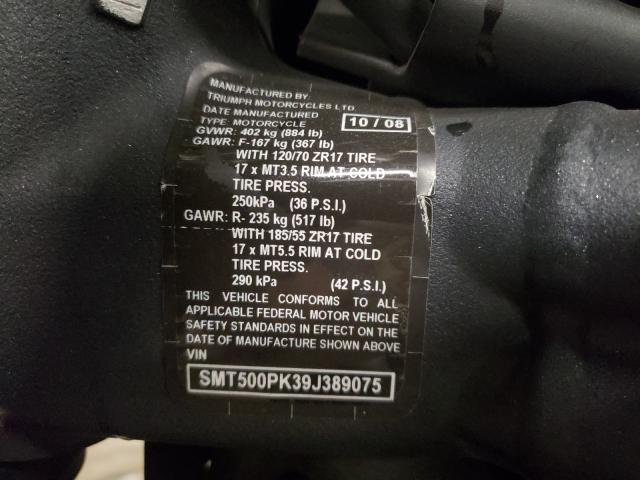 MANUFACTURED BY:
TRIUMPH MOTORCYCLES LTD
DATE MANUFACTURED 10 / 08
TYPE: MOTORCYCLE
GVWR: 402 kg (884 lb)
GAWR: F-167 kg (367 lb)
WITH 120/70 ZR17 TIRE
17 x MT3.5 RIM AT COLD
TIRE PRESS.
250kPa (36 P.S.I.)
GAWR: R- 235 kg (517 lb)
WITH 185/55 ZR17 TIRE
17 x MT5.5 RIM AT COLD
TIRE PRESS.
290 kPa (42 P.S.I.)
THIS VEHICLE CONFORMS TO ALL
APPLICABLE FEDERAL MOTOR VEHICLE
SAFETY STANDARDS IN EFFECT ON THE
DATE OF MANUFACTURE SHOWN ABOVE
VIN
SMT500PK39J389075